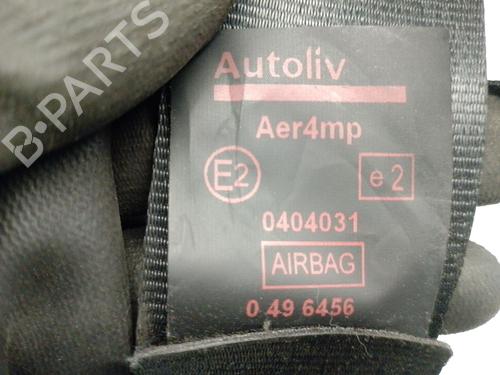 B-PARTS
Autoliv
Aer4mp
E2 e 2
0404031
AIRBAG
0 49 6456